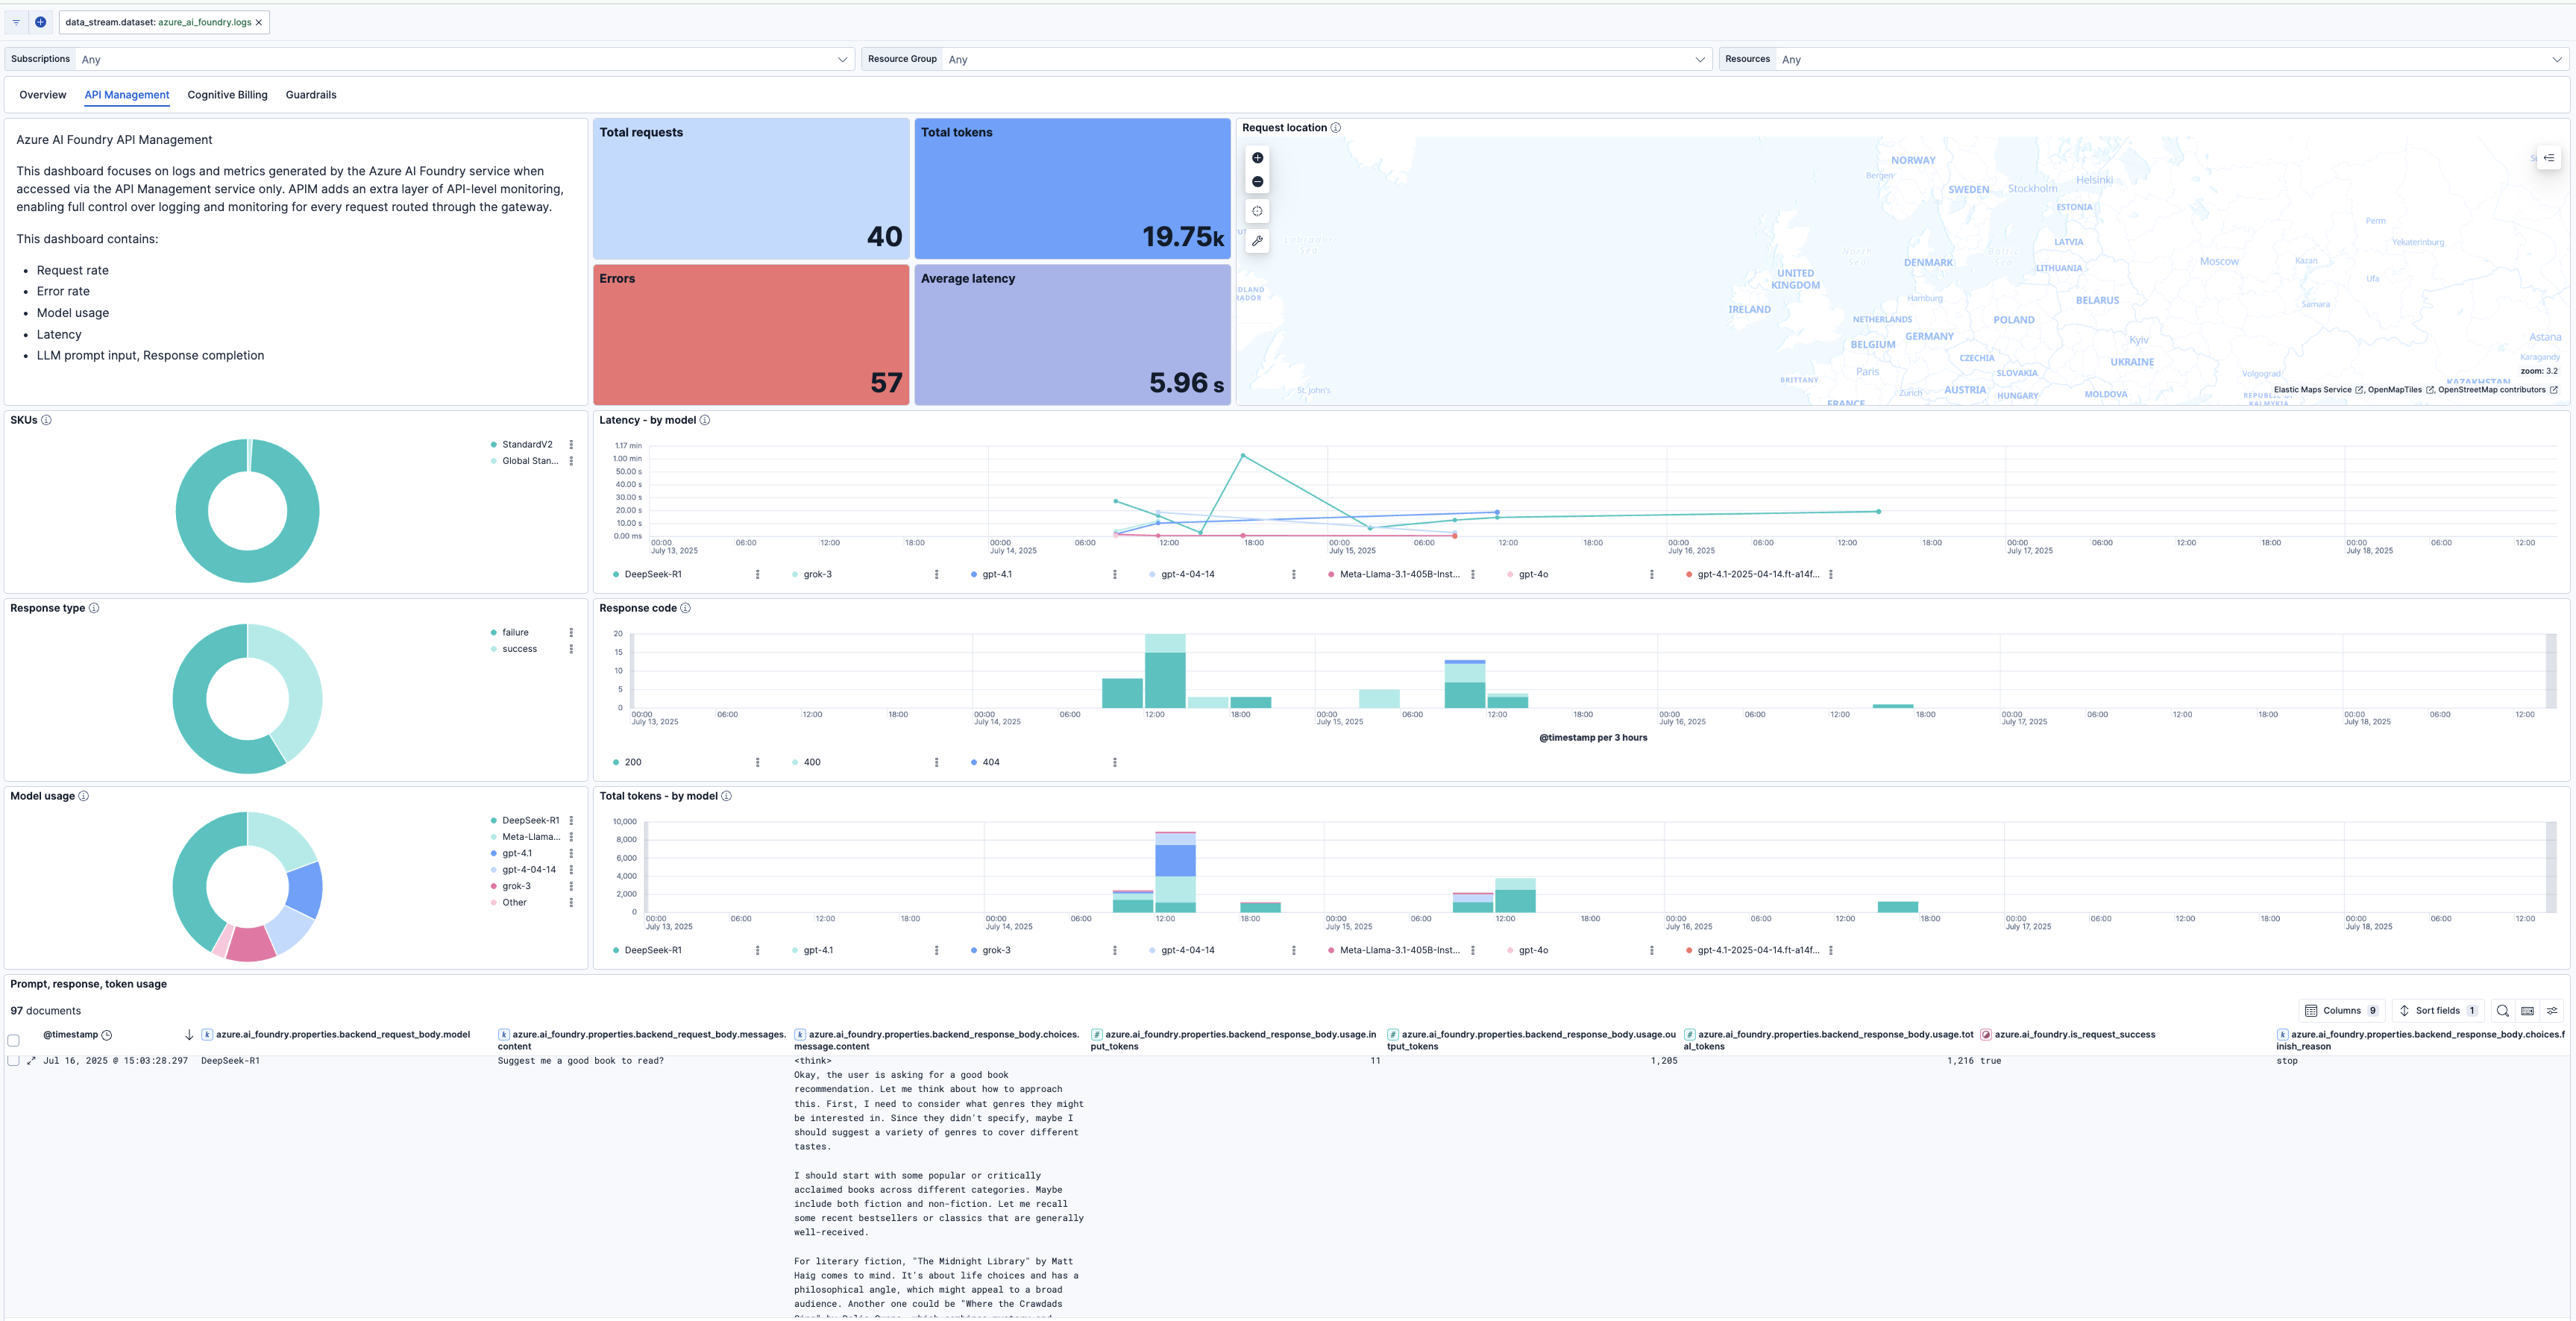 data_stream.dataset: azure_ai_foundry.logs
Subscriptions Any
Resource Group Any
Resources Any
Overview API Management Cognitive Billing Guardrails
Azure AI Foundry API Management
This dashboard focuses on logs and metrics generated by the Azure AI Foundry service when
accessed via the API Management service only. APIM adds an extra layer of API-level monitoring,
enabling full control over logging and monitoring for every request routed through the gateway.
This dashboard contains:
Request rate
Error rate
Model usage
Latency
LLM prompt input, Response completion
Total requests
40
Total tokens
19.75k
Errors
57
Average latency
5.96 s
Request location
NORWAY
Bergen
SWEDEN
Stockholm
Helsinki
ESTONIA
Perm
Yekaterinburg
Labrador
Sea
North
Sea
Baltic
Sea
LATVIA
Moscow
Kazan
DENMARK
LITHUANIA
UNITED
KINGDOM
Ufa
Hamburg
BELARUS
Samara
IRELAND
NETHERLANDS
POLAND
GERMANY
BELGIUM
Kyiv
Astana
CZECHIA
UKRAINE
Karagandy
Paris
SLOVAKIA
Volgograd
zoom: 3.2
BRITTANY
St. John's
Zurich
AUSTRIA
HUNGARY
MOLDOVA
FRANCE
KAZAKHSTAN
KALMYKIA
Elastic Maps Service , OpenMapTiles , OpenStreetMap contributors
SKUs
StandardV2
Global Stan...
Latency - by model
1.17 min
1.00 min
50.00 s
40.00 s
30.00 s
20.00 s
10.00 s
0.00 ms
00:00 06:00 12:00 18:00 00:00 06:00 12:00 18:00 00:00 06:00 12:00 18:00 00:00 06:00 12:00 18:00 00:00 06:00 12:00 18:00 00:00 06:00 12:00
July 13, 2025 July 14, 2025 July 15, 2025 July 16, 2025 July 17, 2025 July 18, 2025
DeepSeek-R1 grok-3 gpt-4.1 gpt-4-04-14 Meta-Llama-3.1-405B-Inst... gpt-4o gpt-4.1-2025-04-14.ft-a14f...
Response type
failure
success
Response code
20
15
10
5
0
00:00 06:00 12:00 18:00 00:00 06:00 12:00 18:00 00:00 06:00 12:00 18:00 00:00 06:00 12:00 18:00 00:00 06:00 12:00 18:00 00:00 06:00 12:00
July 13, 2025 July 14, 2025 July 15, 2025 July 16, 2025 July 17, 2025 July 18, 2025
@timestamp per 3 hours
200 400 404
Model usage
DeepSeek-R1
Meta-Llama...
gpt-4.1
gpt-4-04-14
grok-3
Other
Total tokens - by model
10,000
8,000
6,000
4,000
2,000
0
00:00 06:00 12:00 18:00 00:00 06:00 12:00 18:00 00:00 06:00 12:00 18:00 00:00 06:00 12:00 18:00 00:00 06:00 12:00 18:00 00:00 06:00 12:00
July 13, 2025 July 14, 2025 July 15, 2025 July 16, 2025 July 17, 2025 July 18, 2025
DeepSeek-R1 gpt-4.1 grok-3 gpt-4-04-14 Meta-Llama-3.1-405B-Inst... gpt-4o gpt-4.1-2025-04-14.ft-a14f...
Prompt, response, token usage
97 documents
Columns 9 Sort fields 1
@timestamp
azure.ai_foundry.properties.backend_request_body.model
azure.ai_foundry.properties.backend_request_body.messages.
content
azure.ai_foundry.properties.backend_response_body.choices.
message.content
azure.ai_foundry.properties.backend_response_body.usage.in
put_tokens
azure.ai_foundry.properties.backend_response_body.usage.ou
tput_tokens
azure.ai_foundry.properties.backend_response_body.usage.tot
al_tokens
azure.ai_foundry.is_request_success
azure.ai_foundry.properties.backend_response_body.choices.f
inish_reason
Jul 16, 2025 @ 15:03:28.297 DeepSeek-R1 Suggest me a good book to read? <think> 11 1,205 1,216 true stop
Okay, the user is asking for a good book
recommendation. Let me think about how to approach
this. First, I need to consider what genres they might
be interested in. Since they didn't specify, maybe I
should suggest a variety of genres to cover different
tastes.
I should start with some popular or critically
acclaimed books across different categories. Maybe
include both fiction and non-fiction. Let me recall
some recent bestsellers or classics that are generally
well-received.
For literary fiction, "The Midnight Library" by Matt
Haig comes to mind. It's about life choices and has a
philosophical angle, which might appeal to a broad
audience. Another one could be "Where the Crawdads